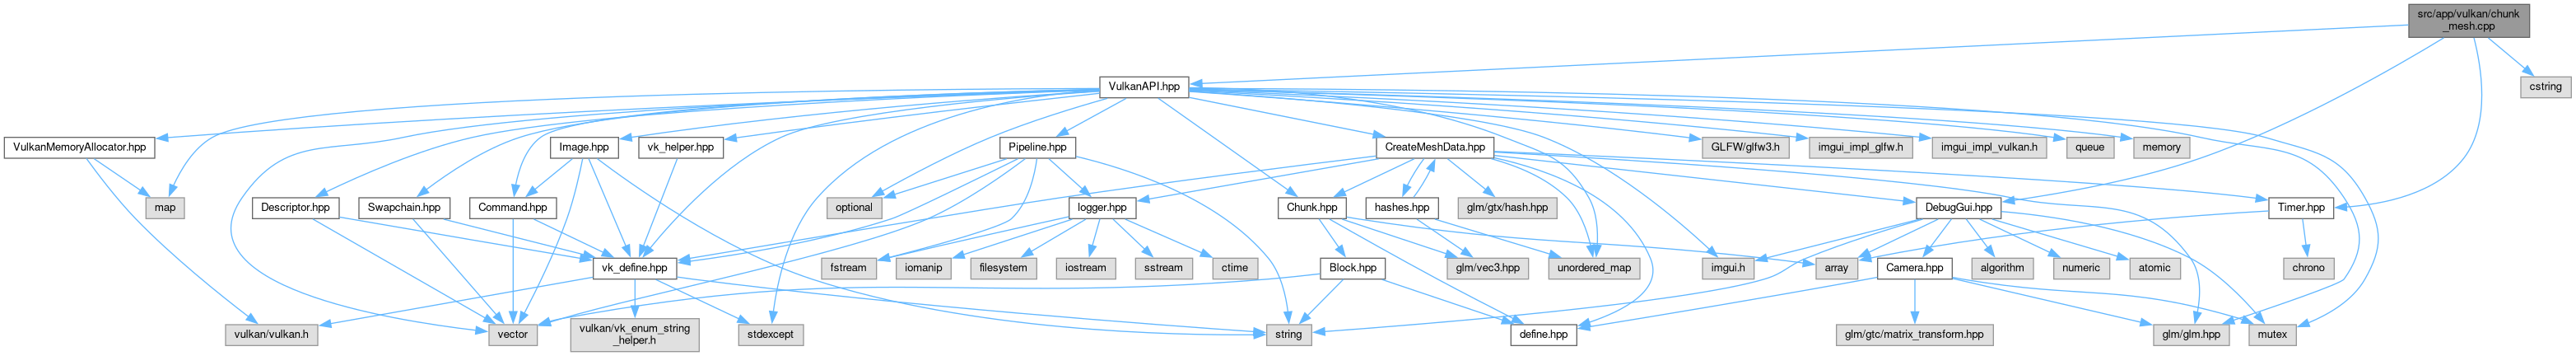 src/app/vulkan/chunk
_mesh.cpp
VulkanAPI.hpp
cstring
VulkanMemoryAllocator.hpp
Image.hpp
vk_helper.hpp
Pipeline.hpp
CreateMeshData.hpp
GLFW/glfw3.h
imgui_impl_glfw.h
imgui_impl_vulkan.h
queue
memory
map
Descriptor.hpp
Swapchain.hpp
Command.hpp
optional
logger.hpp
Chunk.hpp
hashes.hpp
glm/gtx/hash.hpp
DebugGui.hpp
Timer.hpp
vk_define.hpp
fstream
iomanip
filesystem
iostream
sstream
ctime
Block.hpp
glm/vec3.hpp
unordered_map
imgui.h
array
Camera.hpp
algorithm
numeric
atomic
chrono
vulkan/vulkan.h
vector
vulkan/vk_enum_string
_helper.h
stdexcept
string
define.hpp
glm/gtc/matrix_transform.hpp
glm/glm.hpp
mutex